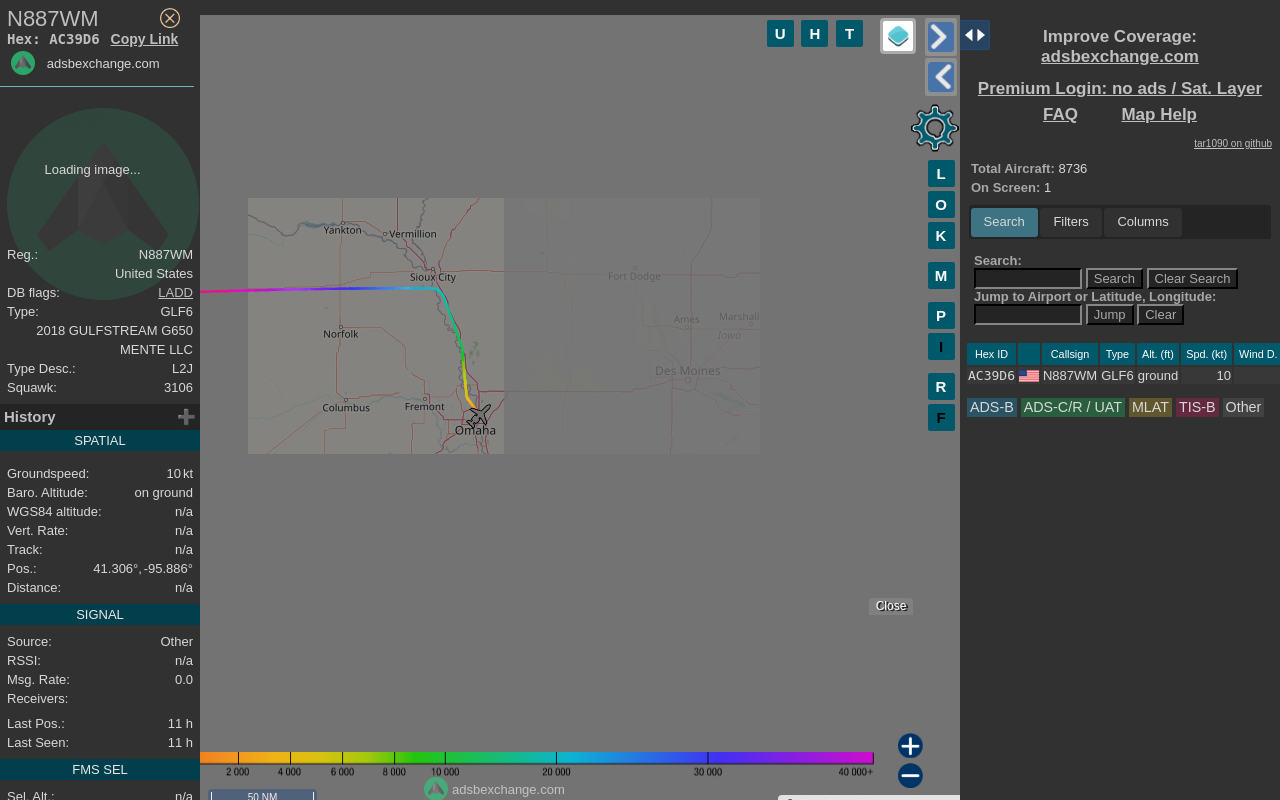 N887WM
Hex: AC39D6 Copy Link
adsbexchange.com
Loading image...
Reg.: N887WM
United States
DB flags: LADD
Type: GLF6
2018 GULFSTREAM G650
MENTE LLC
Type Desc.: L2J
Squawk: 3106
History
SPATIAL
Groundspeed: 10 kt
Baro. Altitude: on ground
WGS84 altitude: n/a
Vert. Rate: n/a
Track: n/a
Pos.: 41.306°, -95.886°
Distance: n/a
SIGNAL
Source: Other
RSSI: n/a
Msg. Rate: 0.0
Receivers:
Last Pos.: 11 h
Last Seen: 11 h
FMS SEL
Sel. Alt.: n/a
U H T
L
O
K
M
P
I
R
F
Yankton
Vermillion
Sioux City
Fort Dodge
Norfolk
Ames
Marshall
Iowa
Des Moines
Columbus
Fremont
Omaha
Close
2 000 4 000 6 000 8 000 10 000 20 000 30 000 40 000+
adsbexchange.com
50 NM
Improve Coverage:
adsbexchange.com
Premium Login: no ads / Sat. Layer
FAQ Map Help
tar1090 on github
Total Aircraft: 8736
On Screen: 1
Search Filters Columns
Search:
Search Clear Search
Jump to Airport or Latitude, Longitude:
Jump Clear
Hex ID Callsign Type Alt. (ft) Spd. (kt) Wind D.
AC39D6 N887WM GLF6 ground 10
ADS-B ADS-C/R / UAT MLAT TIS-B Other